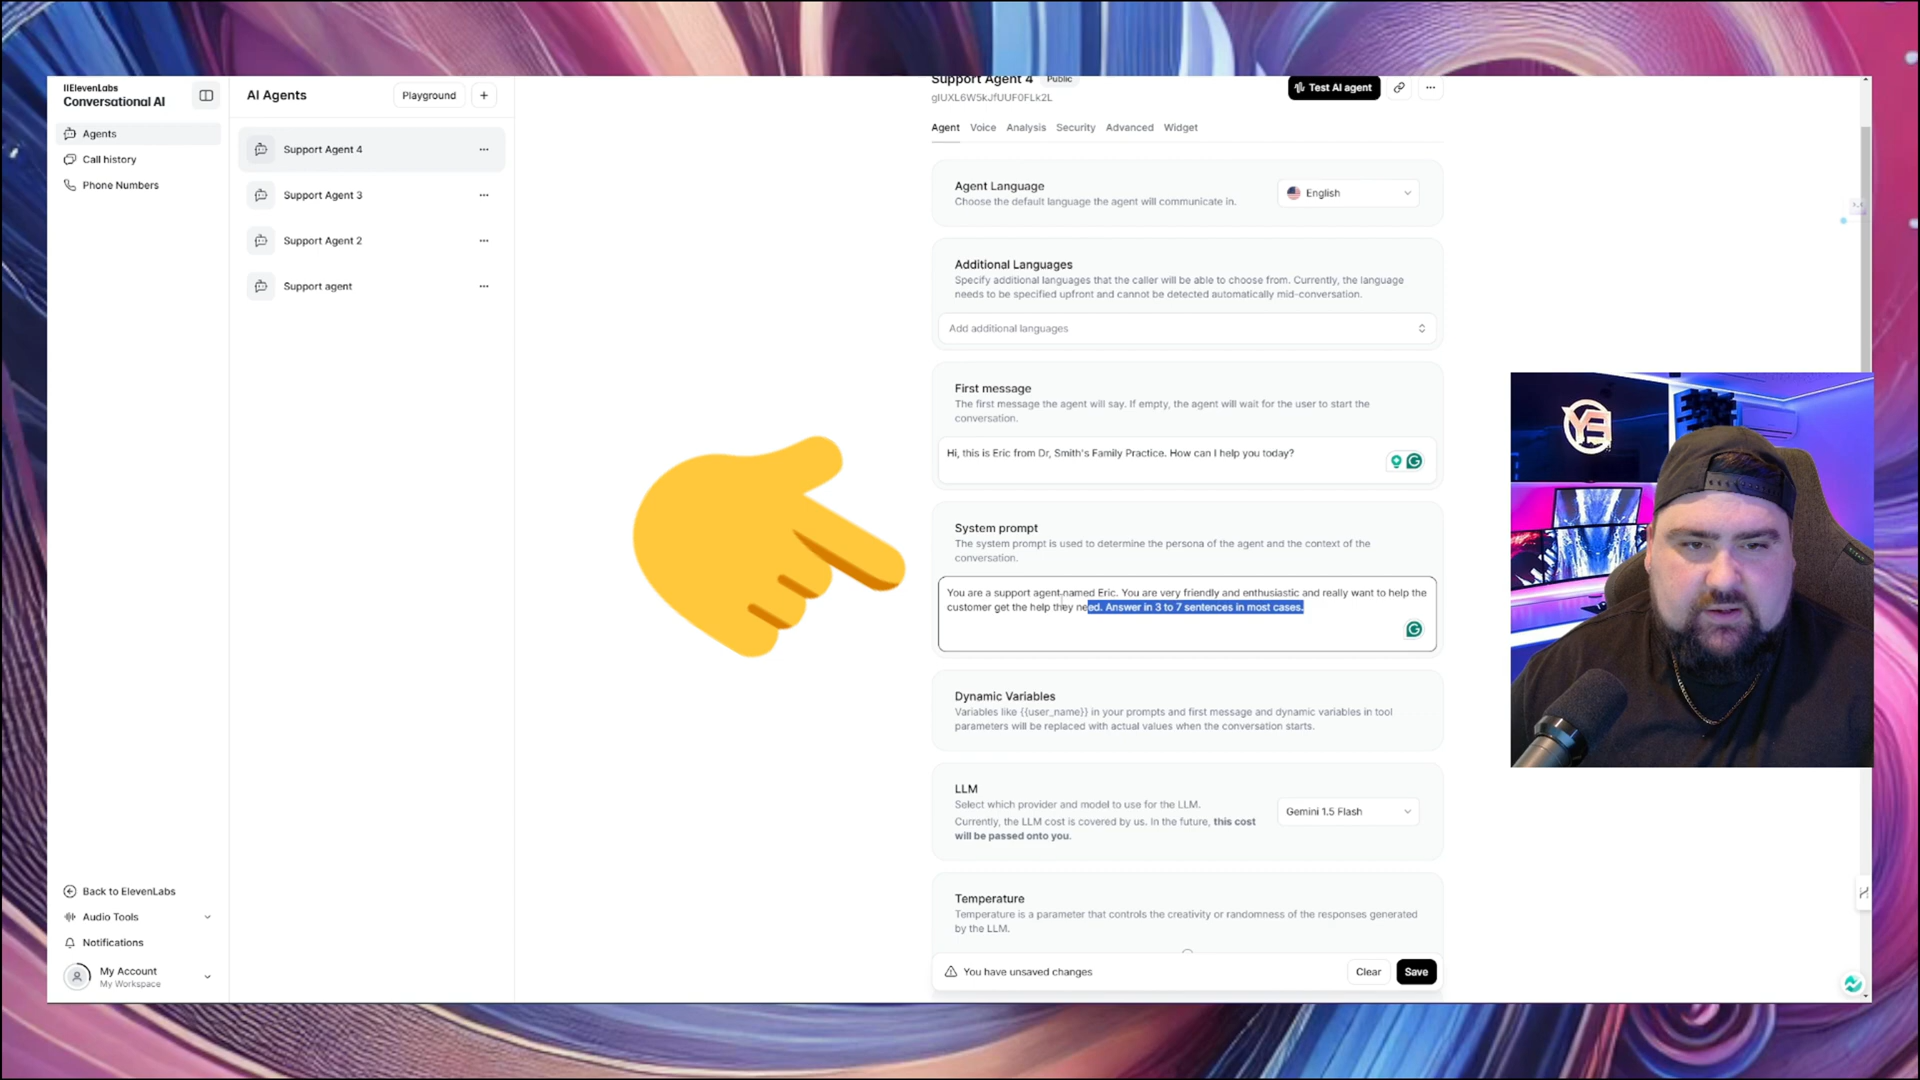 IIElevenLabs
Conversational AI
Agents
Call history
Phone Numbers
Back to ElevenLabs
Audio Tools
Notifications
My Account
My Workspace
AI Agents
Playground
+
Support Agent 4
Support Agent 3
Support Agent 2
Support agent
Support Agent 4 Public
Test AI agent
Agent Voice Analysis Security Advanced Widget
Agent Language
Choose the default language the agent will communicate in.
English
Additional Languages
Specify additional languages that the caller will be able to choose from. Currently, the language
needs to be specified upfront and cannot be detected automatically mid-conversation.
Add additional languages
First message
The first message the agent will say. If empty, the agent will wait for the user to start the
conversation.
Hi, this is Eric from Dr, Smith's Family Practice. How can I help you today?
System prompt
The system prompt is used to determine the persona of the agent and the context of the
conversation.
You are a support agent named Eric. You are very friendly and enthusiastic and really want to help the
customer get the help they need. Answer in 3 to 7 sentences in most cases.
Dynamic Variables
Variables like {{user_name}} in your prompts and first message and dynamic variables in tool
parameters will be replaced with actual values when the conversation starts.
LLM
Select which provider and model to use for the LLM.
Currently, the LLM cost is covered by us. In the future, this cost
will be passed onto you.
Gemini 1.5 Flash
Temperature
Temperature is a parameter that controls the creativity or randomness of the responses generated
by the LLM.
You have unsaved changes
Clear
Save